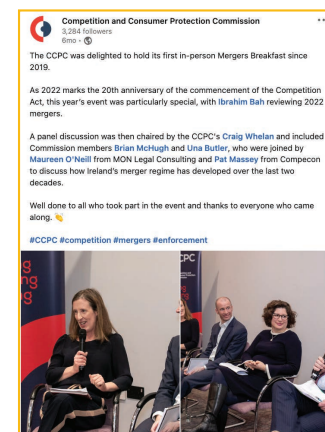 Competition and Consumer Protection Commission
3,284 followers
6mo •
The CCPC was delighted to hold its first in-person Mergers Breakfast since
2019.
As 2022 marks the 20th anniversary of the commencement of the Competition
Act, this year's event was particularly special, with Ibrahim Bah reviewing 2022
mergers.
A panel discussion was then chaired by the CCPC's Craig Whelan and included
Commission members Brian McHugh and Una Butler, who were joined by
Maureen O'Neill from MON Legal Consulting and Pat Massey from Compecon
to discuss how Ireland's merger regime has developed over the last two
decades.
Well done to all who took part in the event and thanks to everyone who came
along.
#CCPC #competition #mergers #enforcement
g
ng
g
CPC